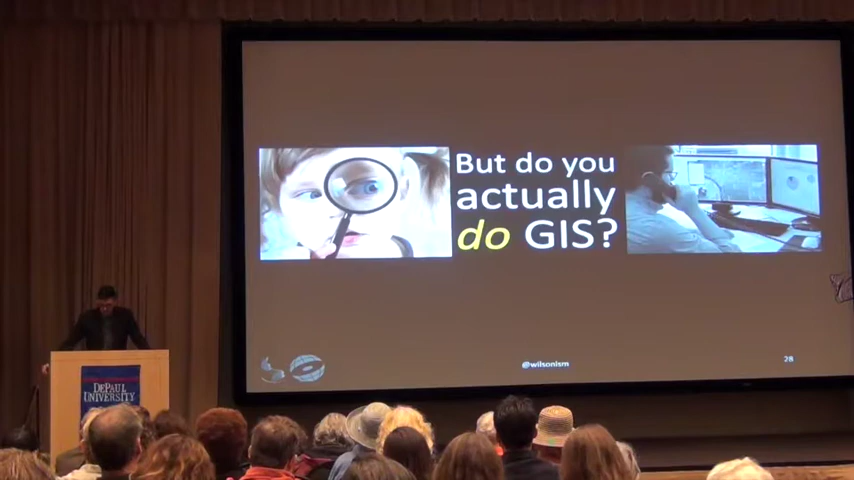 But do you
actually
do GIS?
@wilsonism
28
DEPAUL
UNIVERSITY